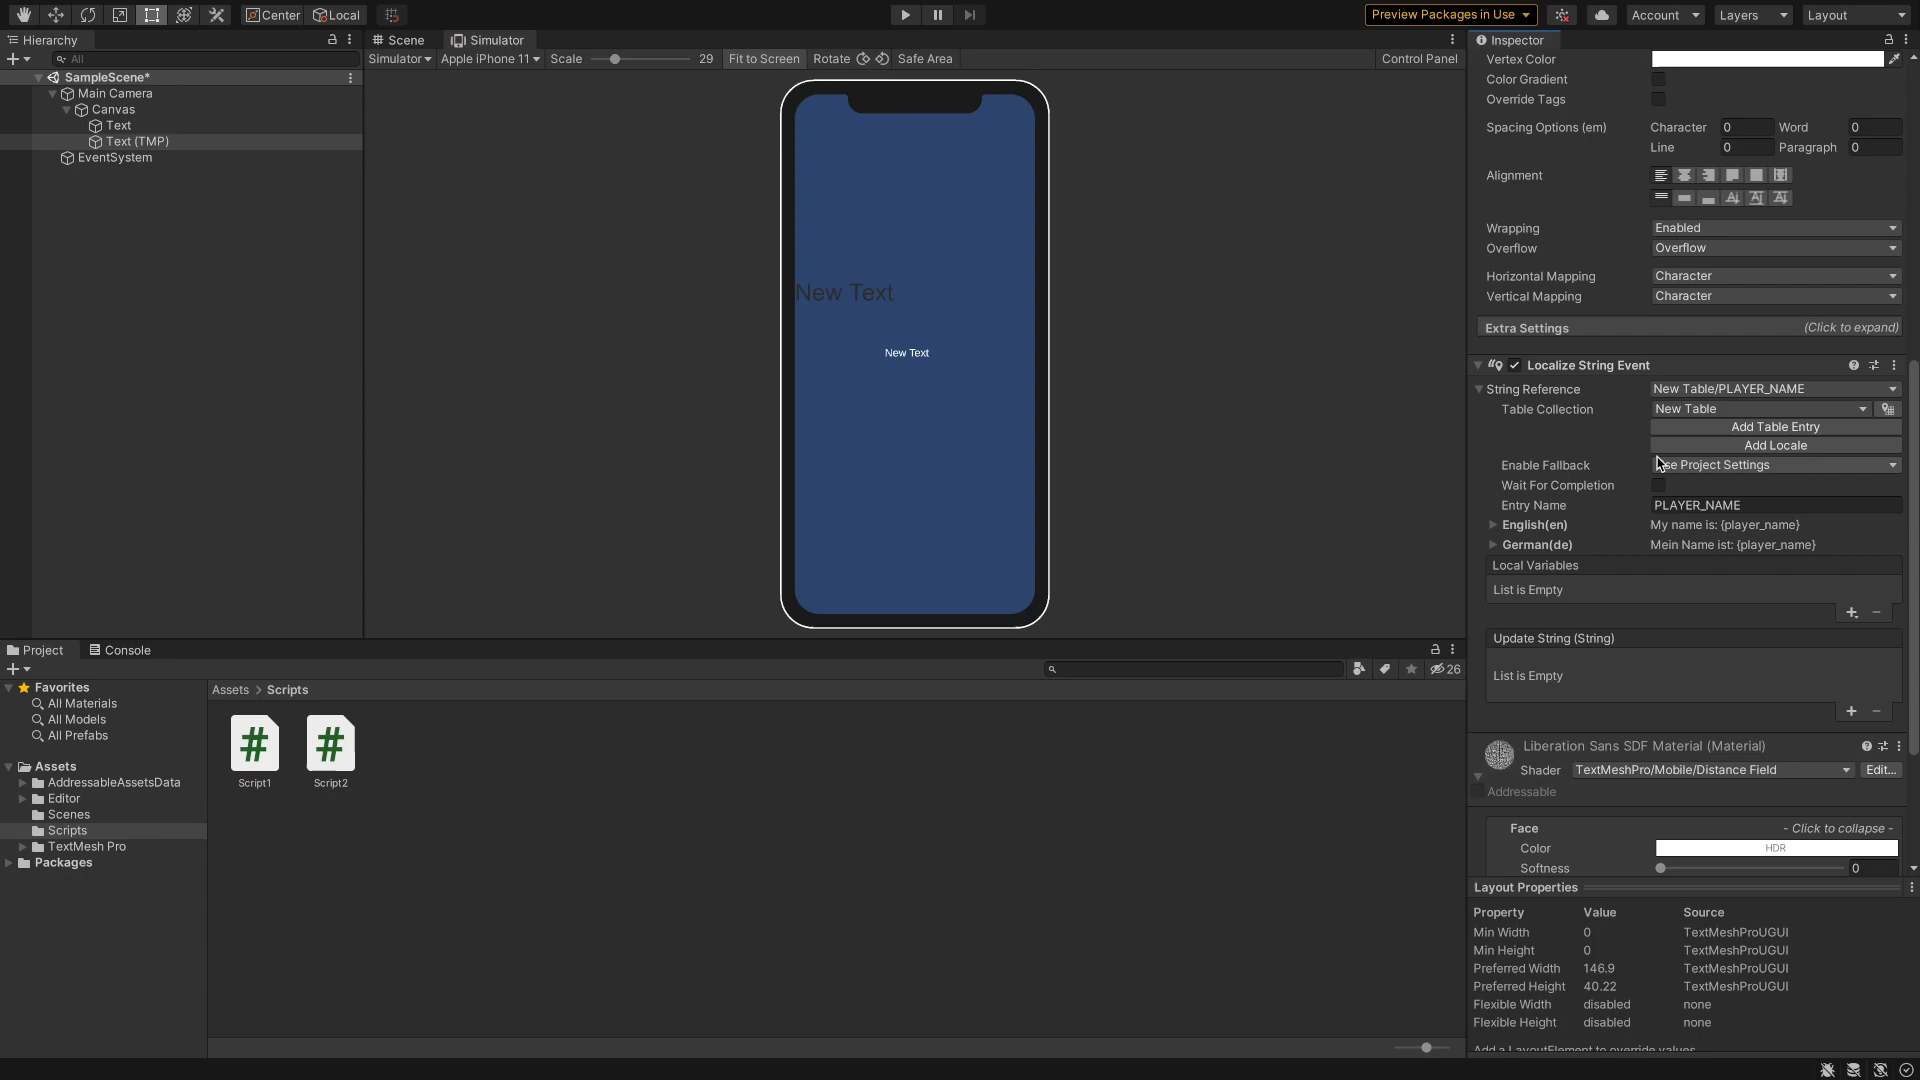 Center
Local
Preview Packages in Use
Account
Layers
Layout
Hierarchy
All
SampleScene*
Main Camera
Canvas
Text
Text (TMP)
EventSystem
Scene
Simulator
Simulator
Apple iPhone 11
Scale
29
Fit to Screen
Rotate
Safe Area
Control Panel
New Text
New Text
Project
Console
26
Favorites
All Materials
All Models
All Prefabs
Assets
AddressableAssetsData
Editor
Scenes
Scripts
TextMesh Pro
Packages
Assets > Scripts
#
#
Script1
Script2
Inspector
Vertex Color
Color Gradient
Override Tags
Spacing Options (em)
Character 0 Word 0
Line 0 Paragraph 0
Alignment
Wrapping Enabled
Overflow Overflow
Horizontal Mapping Character
Vertical Mapping Character
Extra Settings (Click to expand)
Localize String Event
String Reference New Table/PLAYER_NAME
Table Collection New Table
Add Table Entry
Add Locale
Enable Fallback se Project Settings
Wait For Completion
Entry Name PLAYER_NAME
English(en) My name is: {player_name}
German(de) Mein Name ist: {player_name}
Local Variables
List is Empty
Update String (String)
List is Empty
Liberation Sans SDF Material (Material)
Shader TextMeshPro/Mobile/Distance Field Edit...
Addressable
Face - Click to collapse -
Color HDR
Softness 0
Layout Properties
Property Value Source
Min Width 0 TextMeshProUGUI
Min Height 0 TextMeshProUGUI
Preferred Width 146.9 TextMeshProUGUI
Preferred Height 40.22 TextMeshProUGUI
Flexible Width disabled none
Flexible Height disabled none
Add a LayoutElement to override values